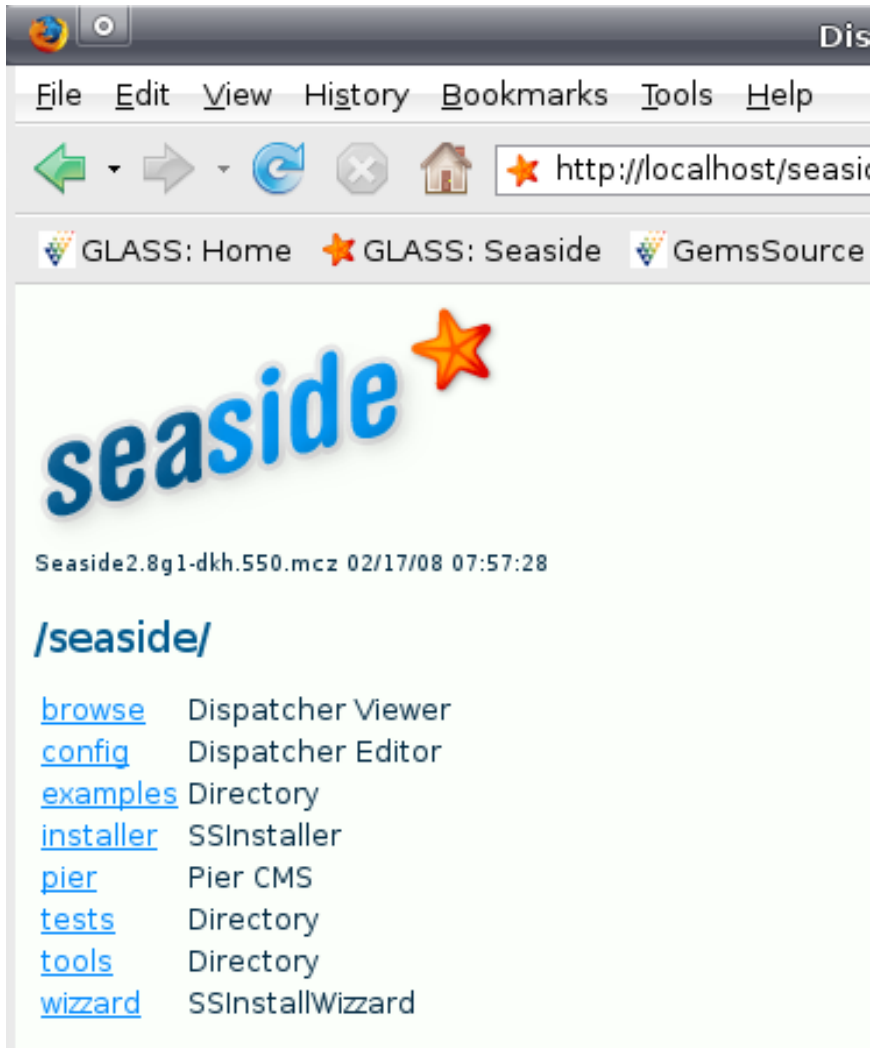 Dis
File Edit View History Bookmarks Tools Help
http://localhost/seasid
GLASS: Home GLASS: Seaside GemsSource
seaside
Seaside2.8g1-dkh.550.mcz 02/17/08 07:57:28
/seaside/
browse Dispatcher Viewer
config Dispatcher Editor
examples Directory
installer SSInstaller
pier Pier CMS
tests Directory
tools Directory
wizzard SSInstallWizzard